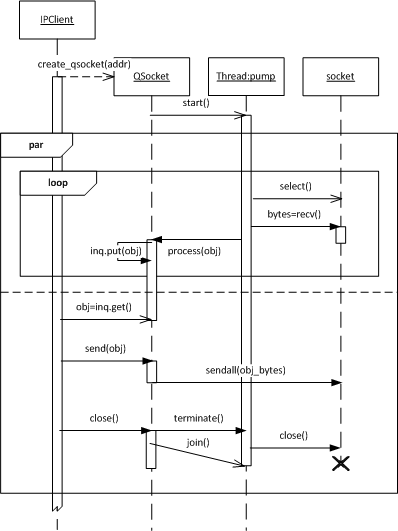 IPClient
create_qsocket(addr)
QSocket
Thread:pump
socket
start()
par
loop
select()
bytes=recv()
inq.put(obj)
process(obj)
obj=inq.get()
send(obj)
sendall(obj_bytes)
close()
terminate()
join()
close()